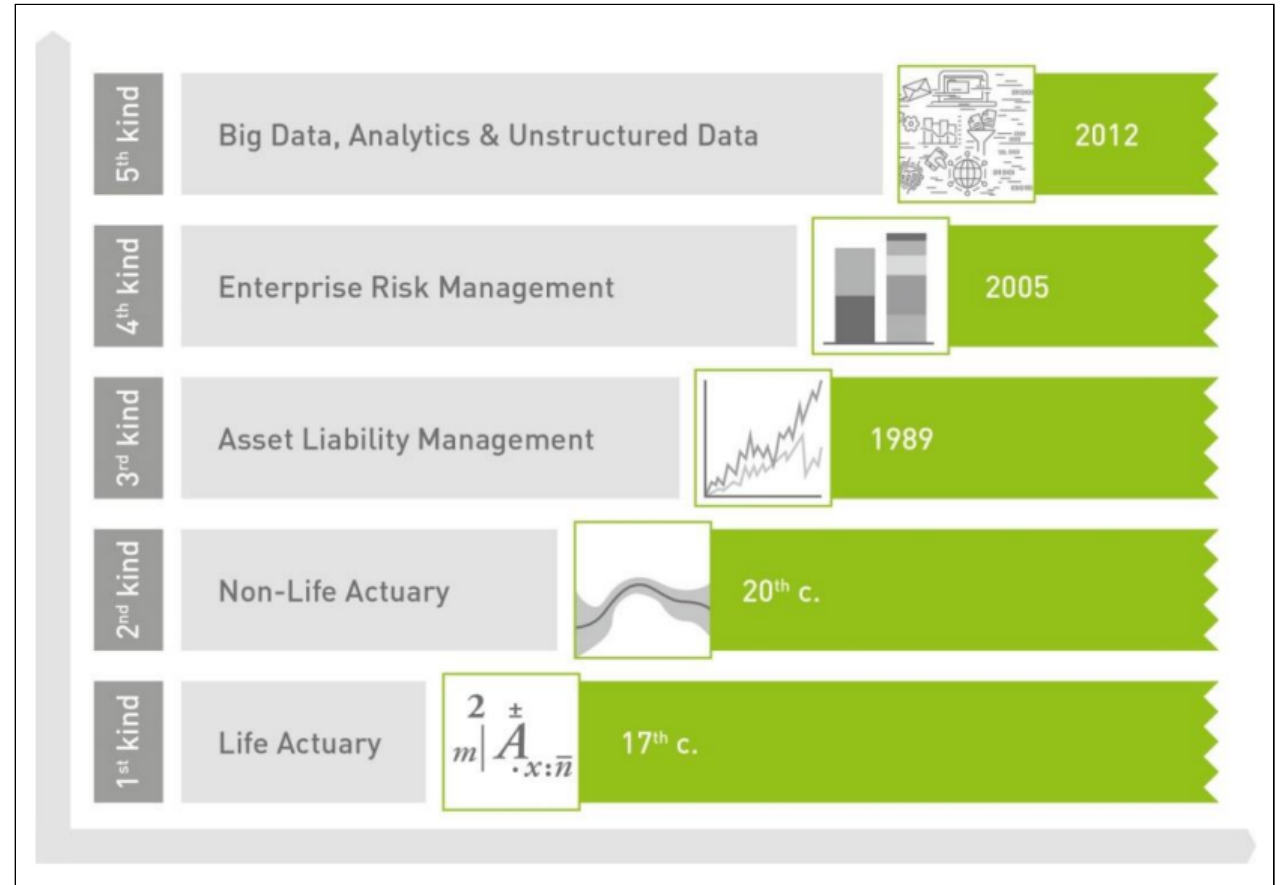 5th kind
Big Data, Analytics & Unstructured Data
2012
4th kind
Enterprise Risk Management
2005
3rd kind
Asset Liability Management
1989
2nd kind
Non-Life Actuary
20th c.
1st kind
Life Actuary
2 ±
m| A
· x:n̅
17th c.